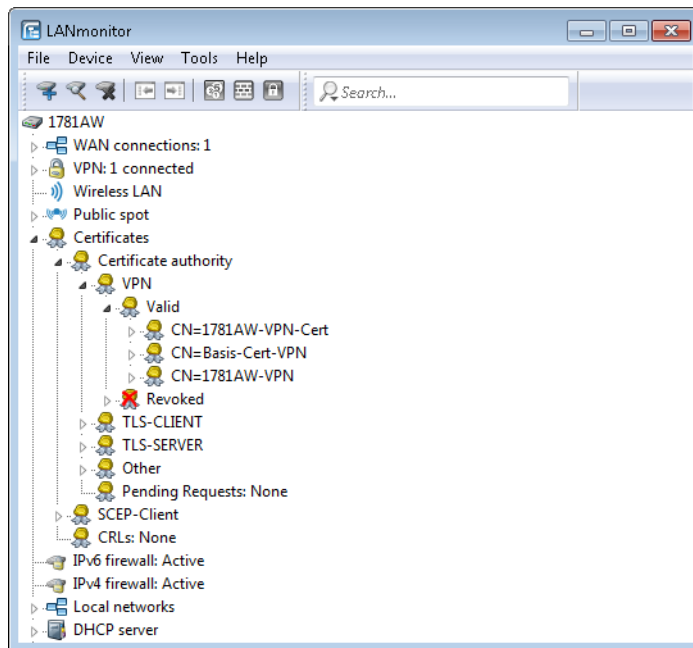 LANmonitor
File Device View Tools Help
Search...
1781AW
WAN connections: 1
VPN: 1 connected
Wireless LAN
Public spot
Certificates
Certificate authority
VPN
Valid
CN=1781AW-VPN-Cert
CN=Basis-Cert-VPN
CN=1781AW-VPN
Revoked
TLS-CLIENT
TLS-SERVER
Other
Pending Requests: None
SCEP-Client
CRLs: None
IPv6 firewall: Active
IPv4 firewall: Active
Local networks
DHCP server